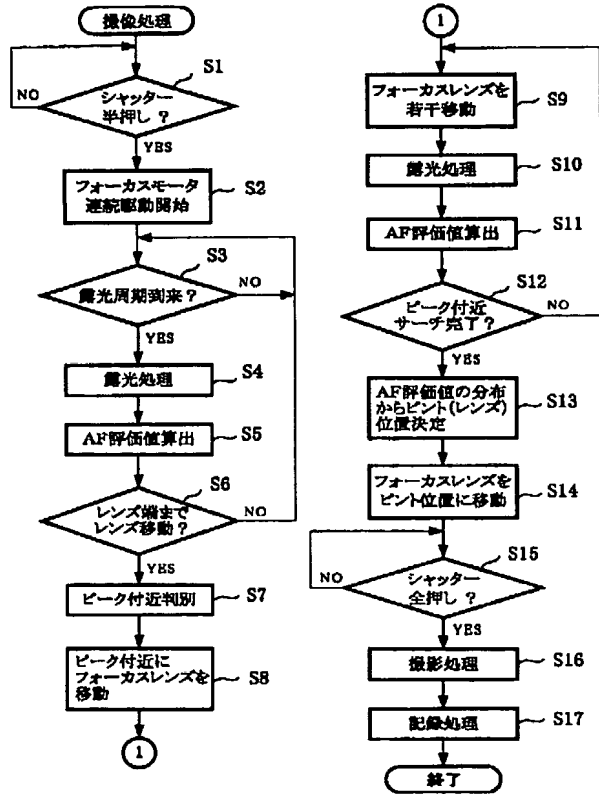 撮像処理
S1
シャッター
半押し？
NO
YES
フォーカスモータ
連続駆動開始
S2
S3
露光周期到来？
NO
YES
露光処理
S4
AF評価値算出
S5
S6
レンズ端まで
レンズ移動？
NO
YES
ピーク付近判別
S7
ピーク付近に
フォーカスレンズを
移動
S8
1
1
フォーカスレンズを
若干移動
S9
露光処理
S10
AF評価値算出
S11
S12
ピーク付近
サーチ完了？
NO
YES
AF評価値の分布
からピント(レンズ)
位置決定
S13
フォーカスレンズを
ピント位置に移動
S14
S15
シャッター
全押し？
NO
YES
撮影処理
S16
記録処理
S17
終了